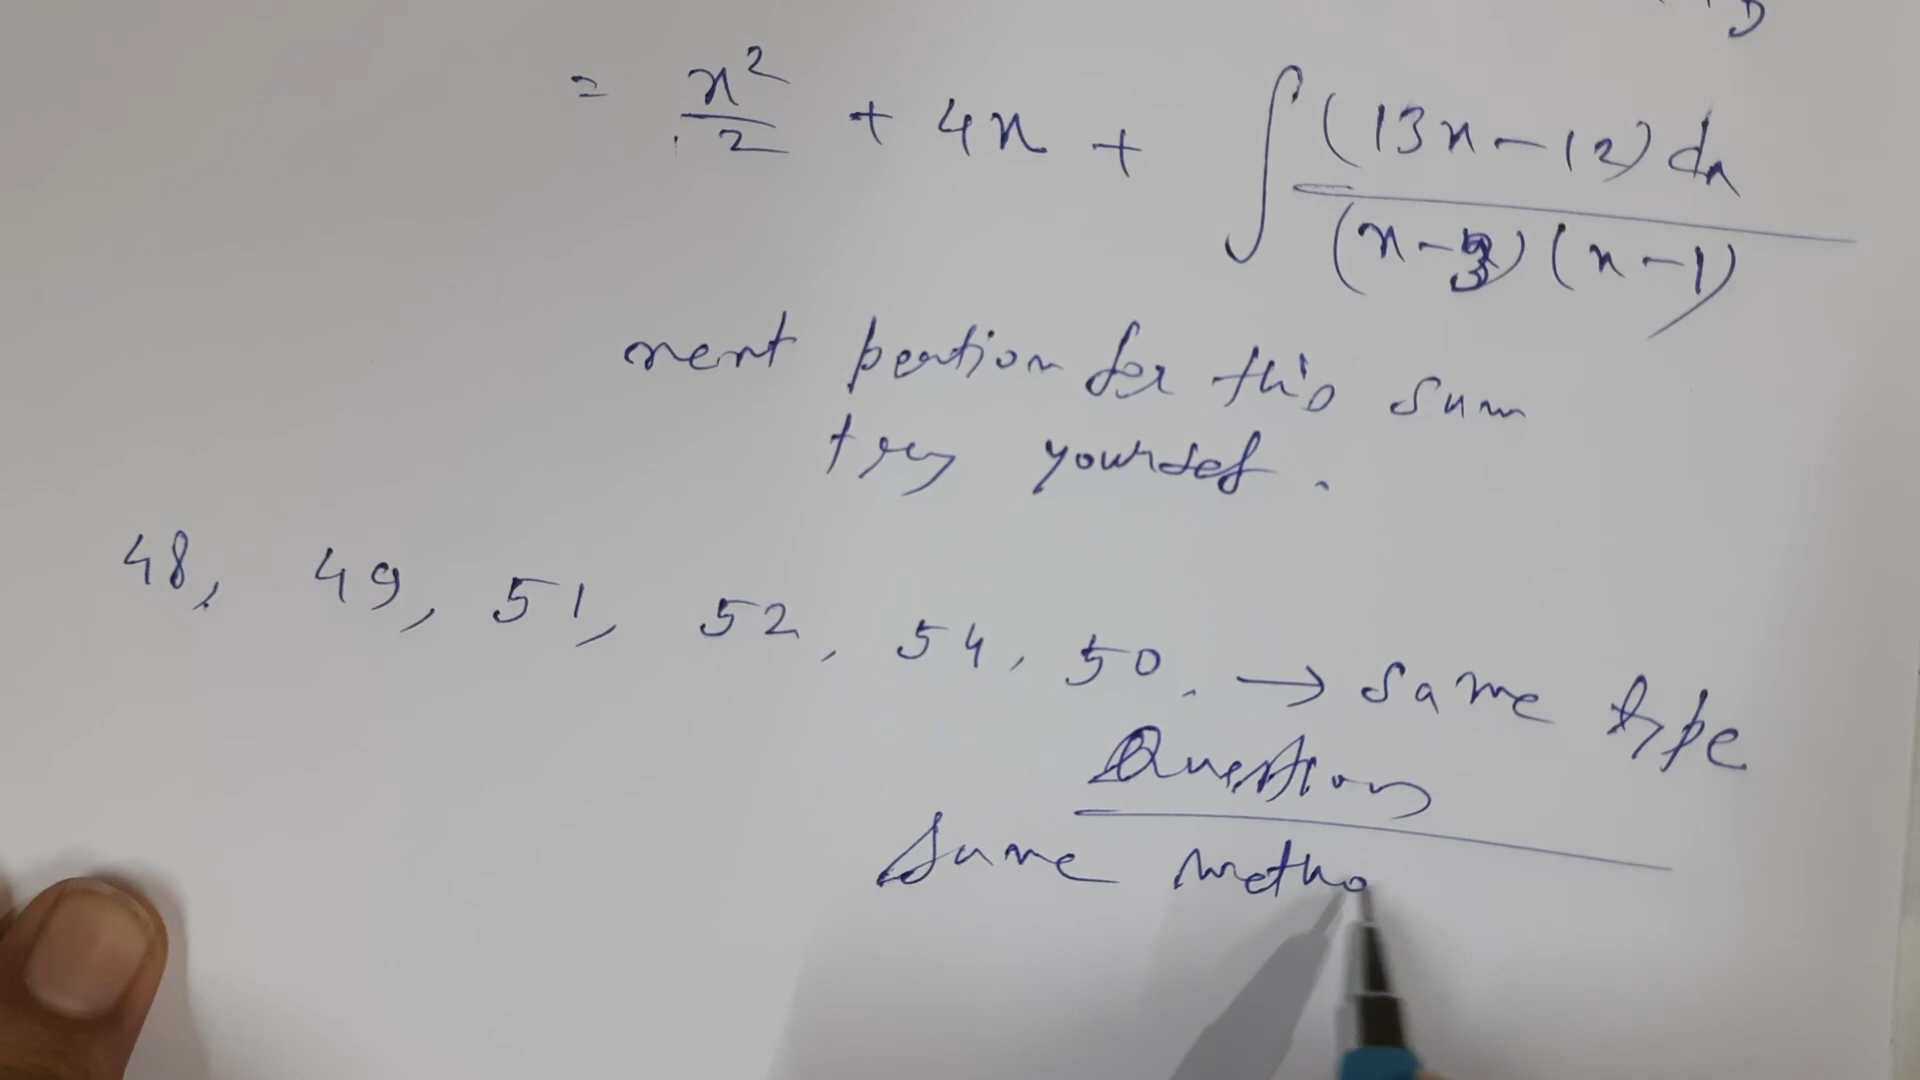 D
= x²/2 + 4x + ∫ (13x-12)dx / (x-3)(x-1)
next portion for this sum
try yourself.
48, 49, 51, 52, 54, 50. → same type
Questions
Same metho